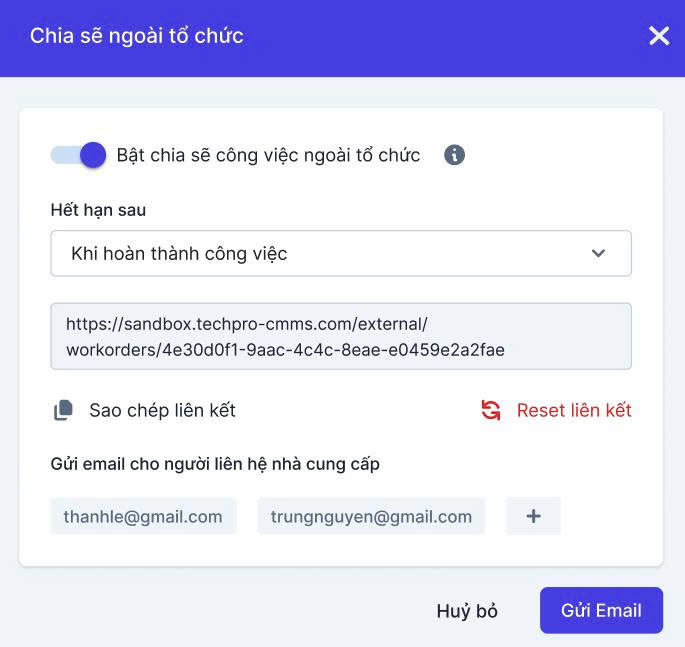 Chia sẽ ngoài tổ chức
Bật chia sẽ công việc ngoài tổ chức
Hết hạn sau
Khi hoàn thành công việc
https://sandbox.techpro-cmms.com/external/
workorders/4e30d0f1-9aac-4c4c-8eae-e0459e2a2fae
Sao chép liên kết
Reset liên kết
Gửi email cho người liên hệ nhà cung cấp
thanhle@gmail.com
trungnguyen@gmail.com
+
Huỷ bỏ
Gửi Email